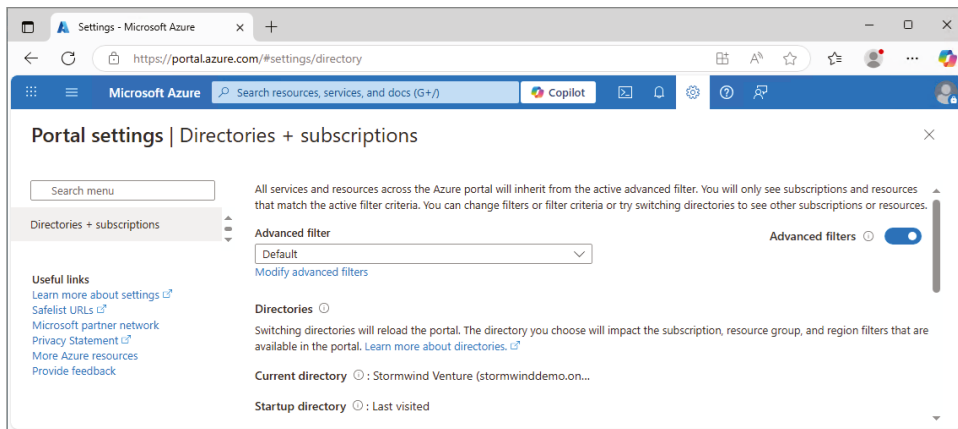 Settings - Microsoft Azure
https://portal.azure.com/#settings/directory
Microsoft Azure
Search resources, services, and docs (G+/)
Copilot
Portal settings | Directories + subscriptions
Search menu
Directories + subscriptions
Useful links
Learn more about settings
Safelist URLs
Microsoft partner network
Privacy Statement
More Azure resources
Provide feedback
All services and resources across the Azure portal will inherit from the active advanced filter. You will only see subscriptions and resources
that match the active filter criteria. You can change filters or filter criteria or try switching directories to see other subscriptions or resources.
Advanced filter
Advanced filters
Default
Modify advanced filters
Directories
Switching directories will reload the portal. The directory you choose will impact the subscription, resource group, and region filters that are
available in the portal. Learn more about directories.
Current directory : Stormwind Venture (stormwinddemo.on...
Startup directory : Last visited